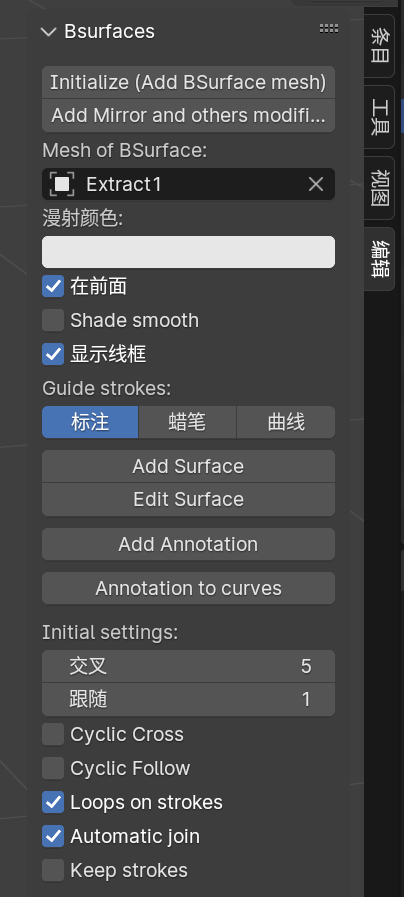 Bsurfaces
Initialize (Add BSurface mesh)
Add Mirror and others modifi...
Mesh of BSurface:
Extract1
漫射颜色:
在前面
Shade smooth
显示线框
Guide strokes:
标注 蜡笔 曲线
Add Surface
Edit Surface
Add Annotation
Annotation to curves
Initial settings:
交叉 5
跟随 1
Cyclic Cross
Cyclic Follow
Loops on strokes
Automatic join
Keep strokes
条目
工具
视图
编辑